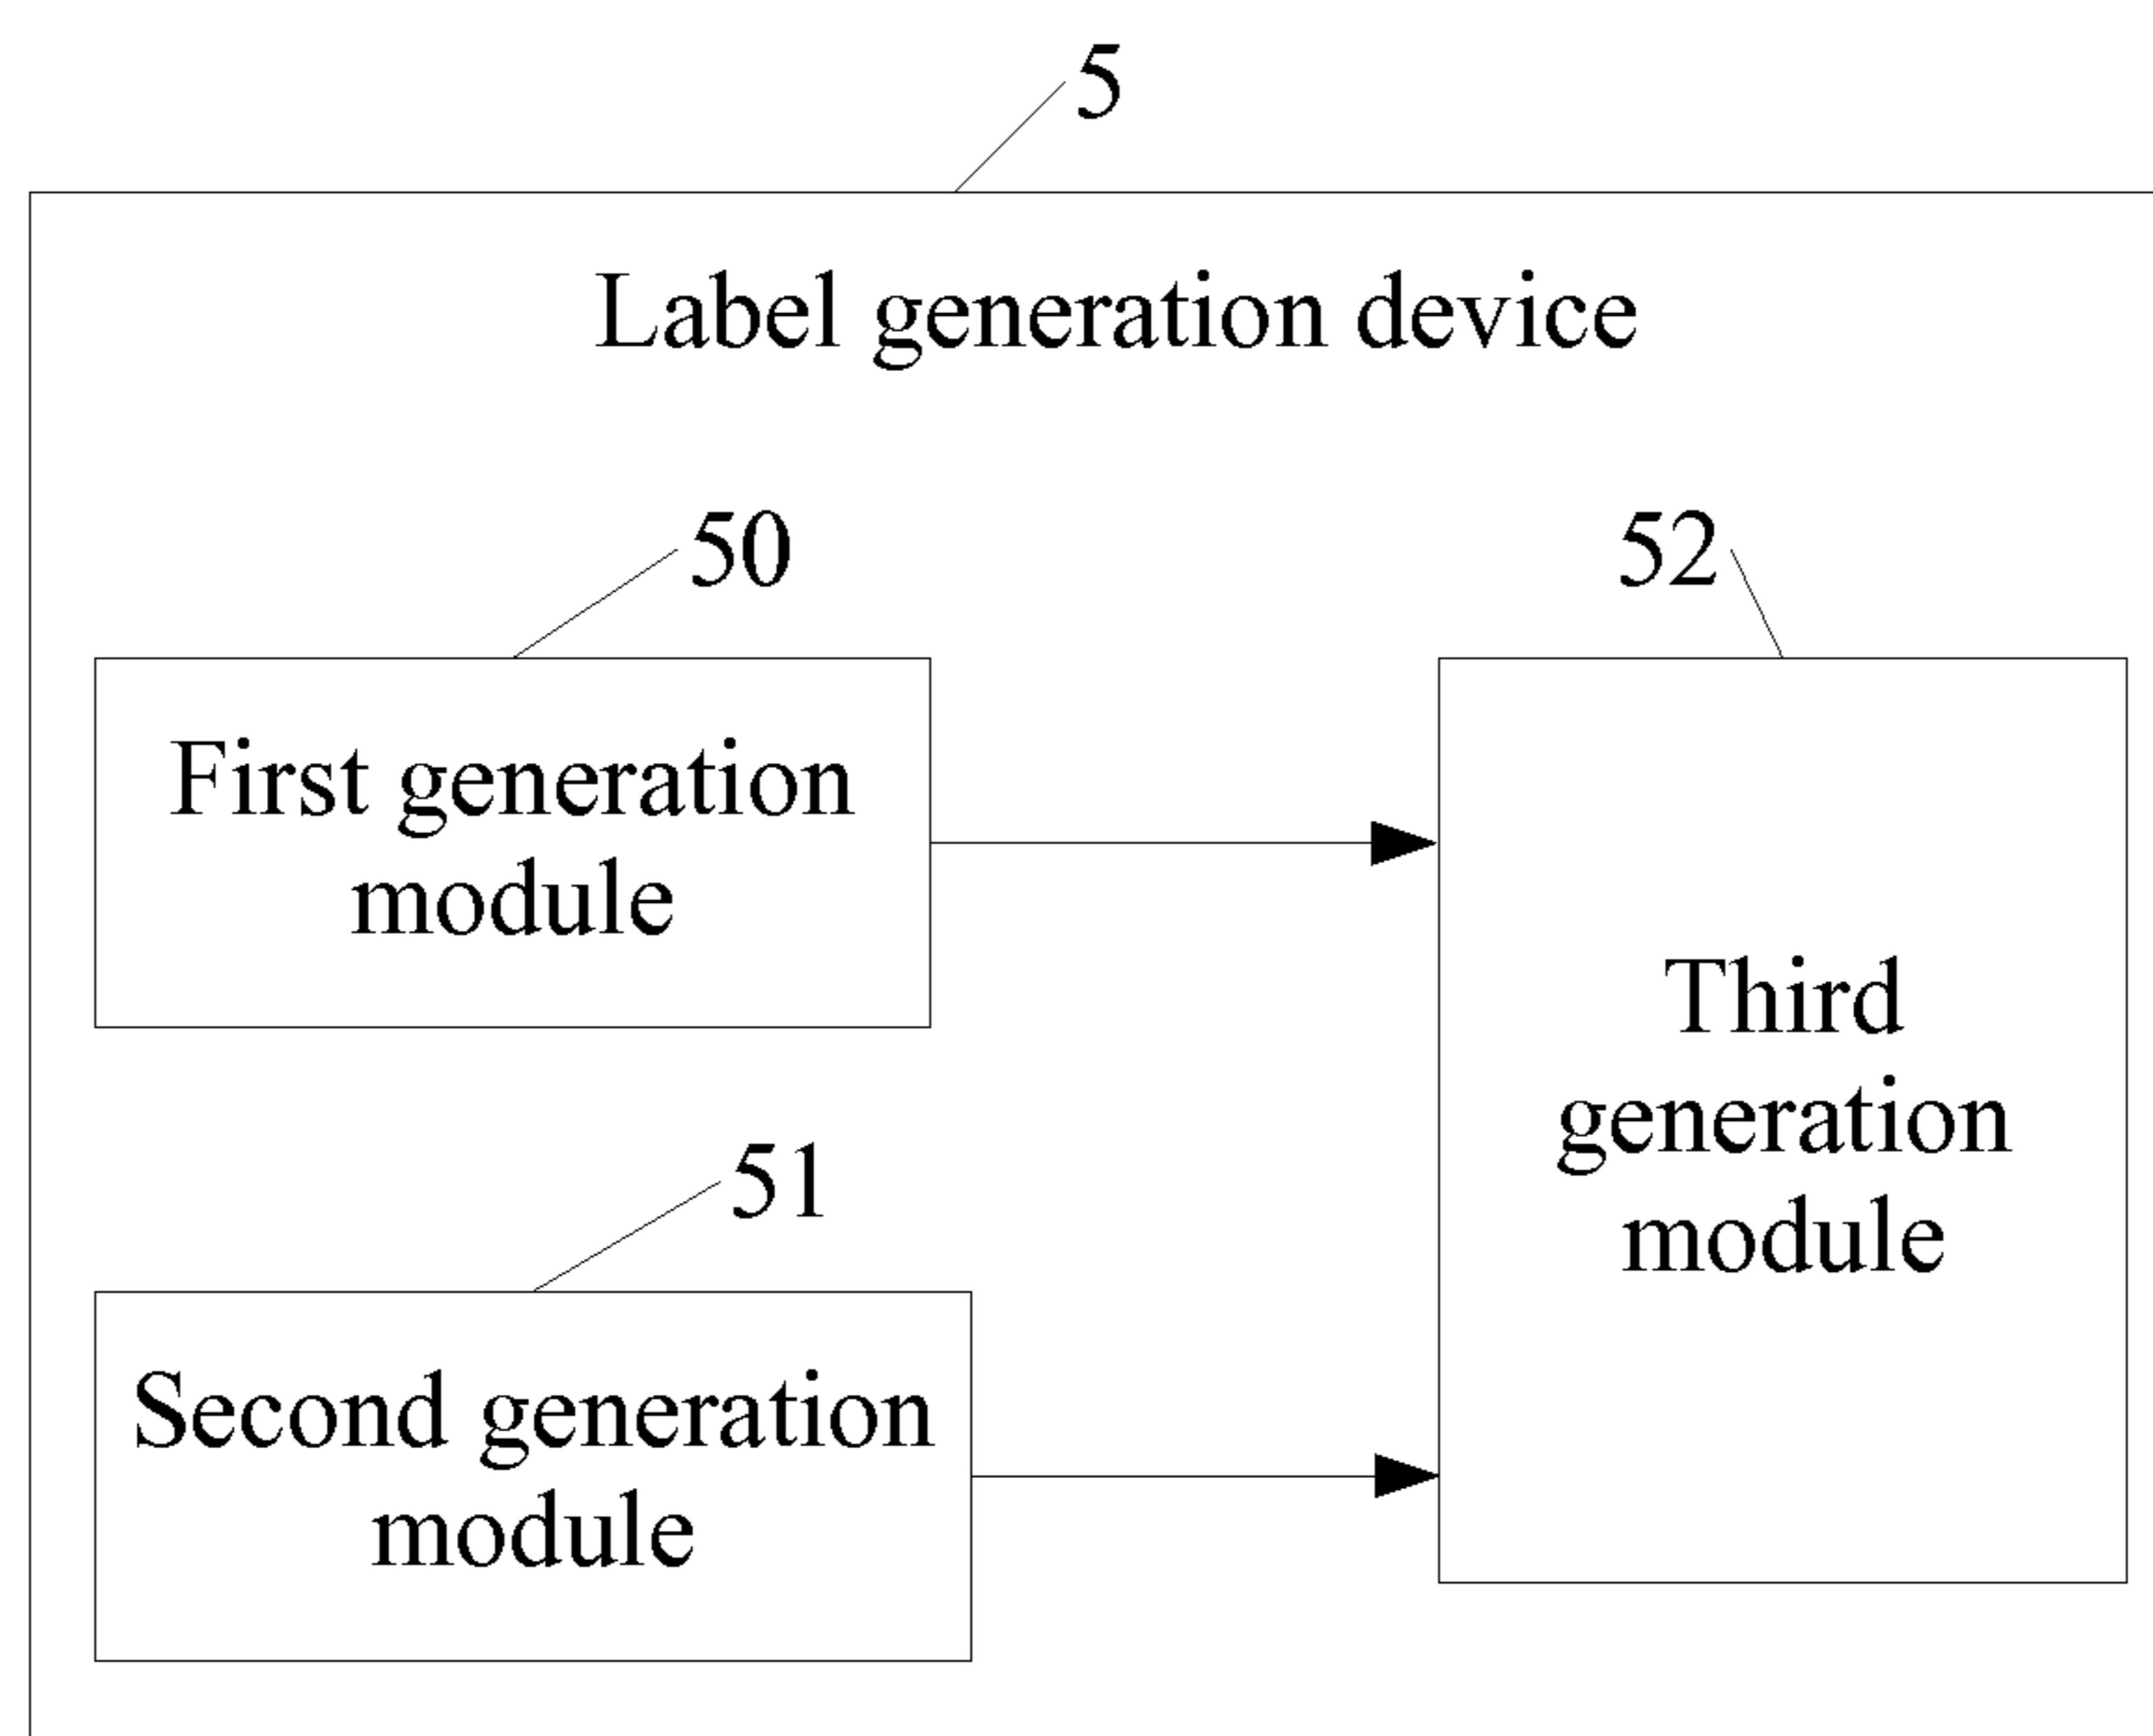 5
Label generation device
50
52
First generation
module
Third
generation
module
51
Second generation
module